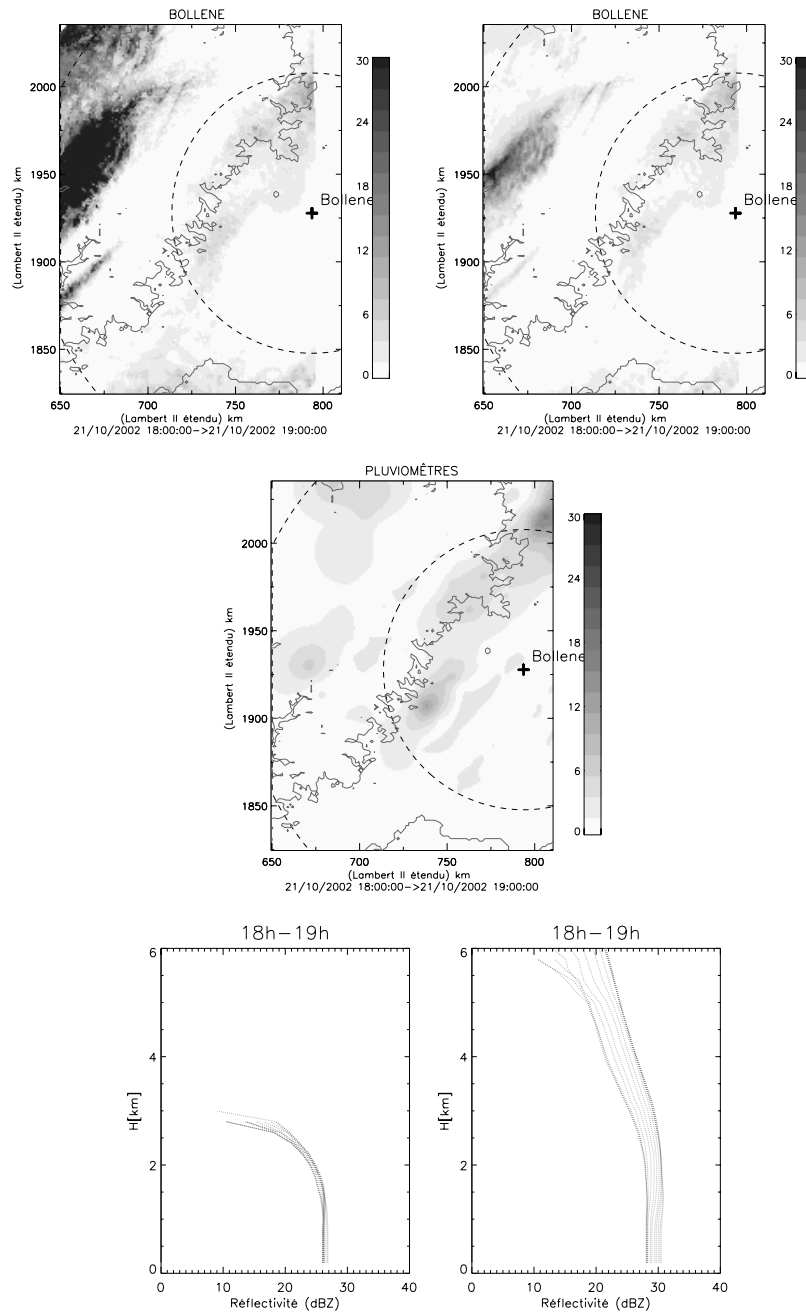 BOLLENE
BOLLENE
(Lambert II étendu) km
2000
1950
1900
1850
650
700
750
800
(Lambert II étendu) km
21/10/2002 18:00:00->21/10/2002 19:00:00
Bollene
30
24
18
12
6
0
(Lambert II étendu) km
2000
1950
1900
1850
650
700
750
800
(Lambert II étendu) km
21/10/2002 18:00:00->21/10/2002 19:00:00
Bollene
30
24
18
12
6
0
PLUVIOMÊTRES
(Lambert II étendu) km
2000
1950
1900
1850
650
700
750
800
(Lambert II étendu) km
21/10/2002 18:00:00->21/10/2002 19:00:00
Bollene
30
24
18
12
6
0
18h-19h
H[km]
6
4
2
0
0
10
20
30
40
Réflectivité (dBZ)
18h-19h
H[km]
6
4
2
0
0
10
20
30
40
Réflectivité (dBZ)